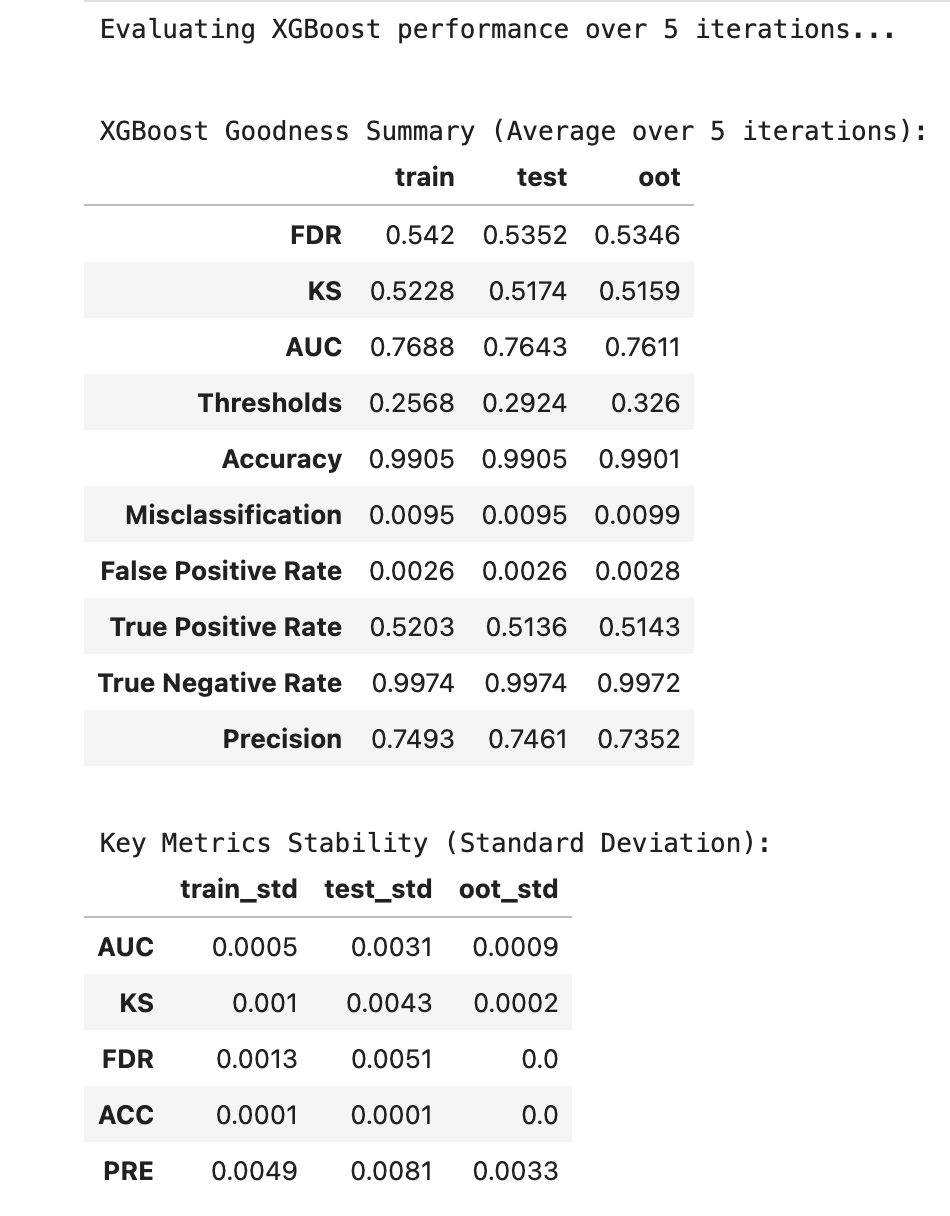 Evaluating XGBoost performance over 5 iterations...
XGBoost Goodness Summary (Average over 5 iterations):
train test oot
FDR 0.542 0.5352 0.5346
KS 0.5228 0.5174 0.5159
AUC 0.7688 0.7643 0.7611
Thresholds 0.2568 0.2924 0.326
Accuracy 0.9905 0.9905 0.9901
Misclassification 0.0095 0.0095 0.0099
False Positive Rate 0.0026 0.0026 0.0028
True Positive Rate 0.5203 0.5136 0.5143
True Negative Rate 0.9974 0.9974 0.9972
Precision 0.7493 0.7461 0.7352
Key Metrics Stability (Standard Deviation):
train_std test_std oot_std
AUC 0.0005 0.0031 0.0009
KS 0.001 0.0043 0.0002
FDR 0.0013 0.0051 0.0
ACC 0.0001 0.0001 0.0
PRE 0.0049 0.0081 0.0033